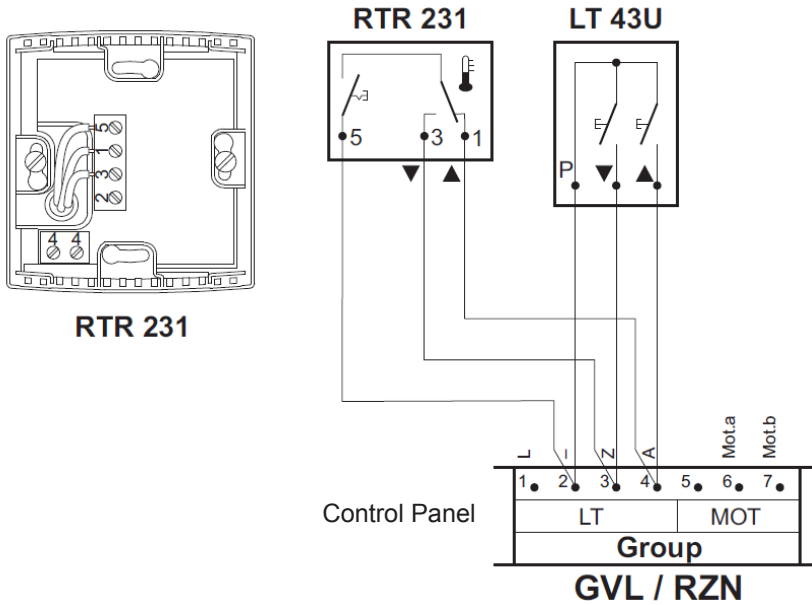 RTR 231
LT 43U
5
1
3
2
4 4
RTR 231
5 3 1
▼ ▲
P ▼ ▲
L – Z A Mot.a Mot.b
1 2 3 4 5 6 7
Control Panel
LT MOT
Group
GVL / RZN